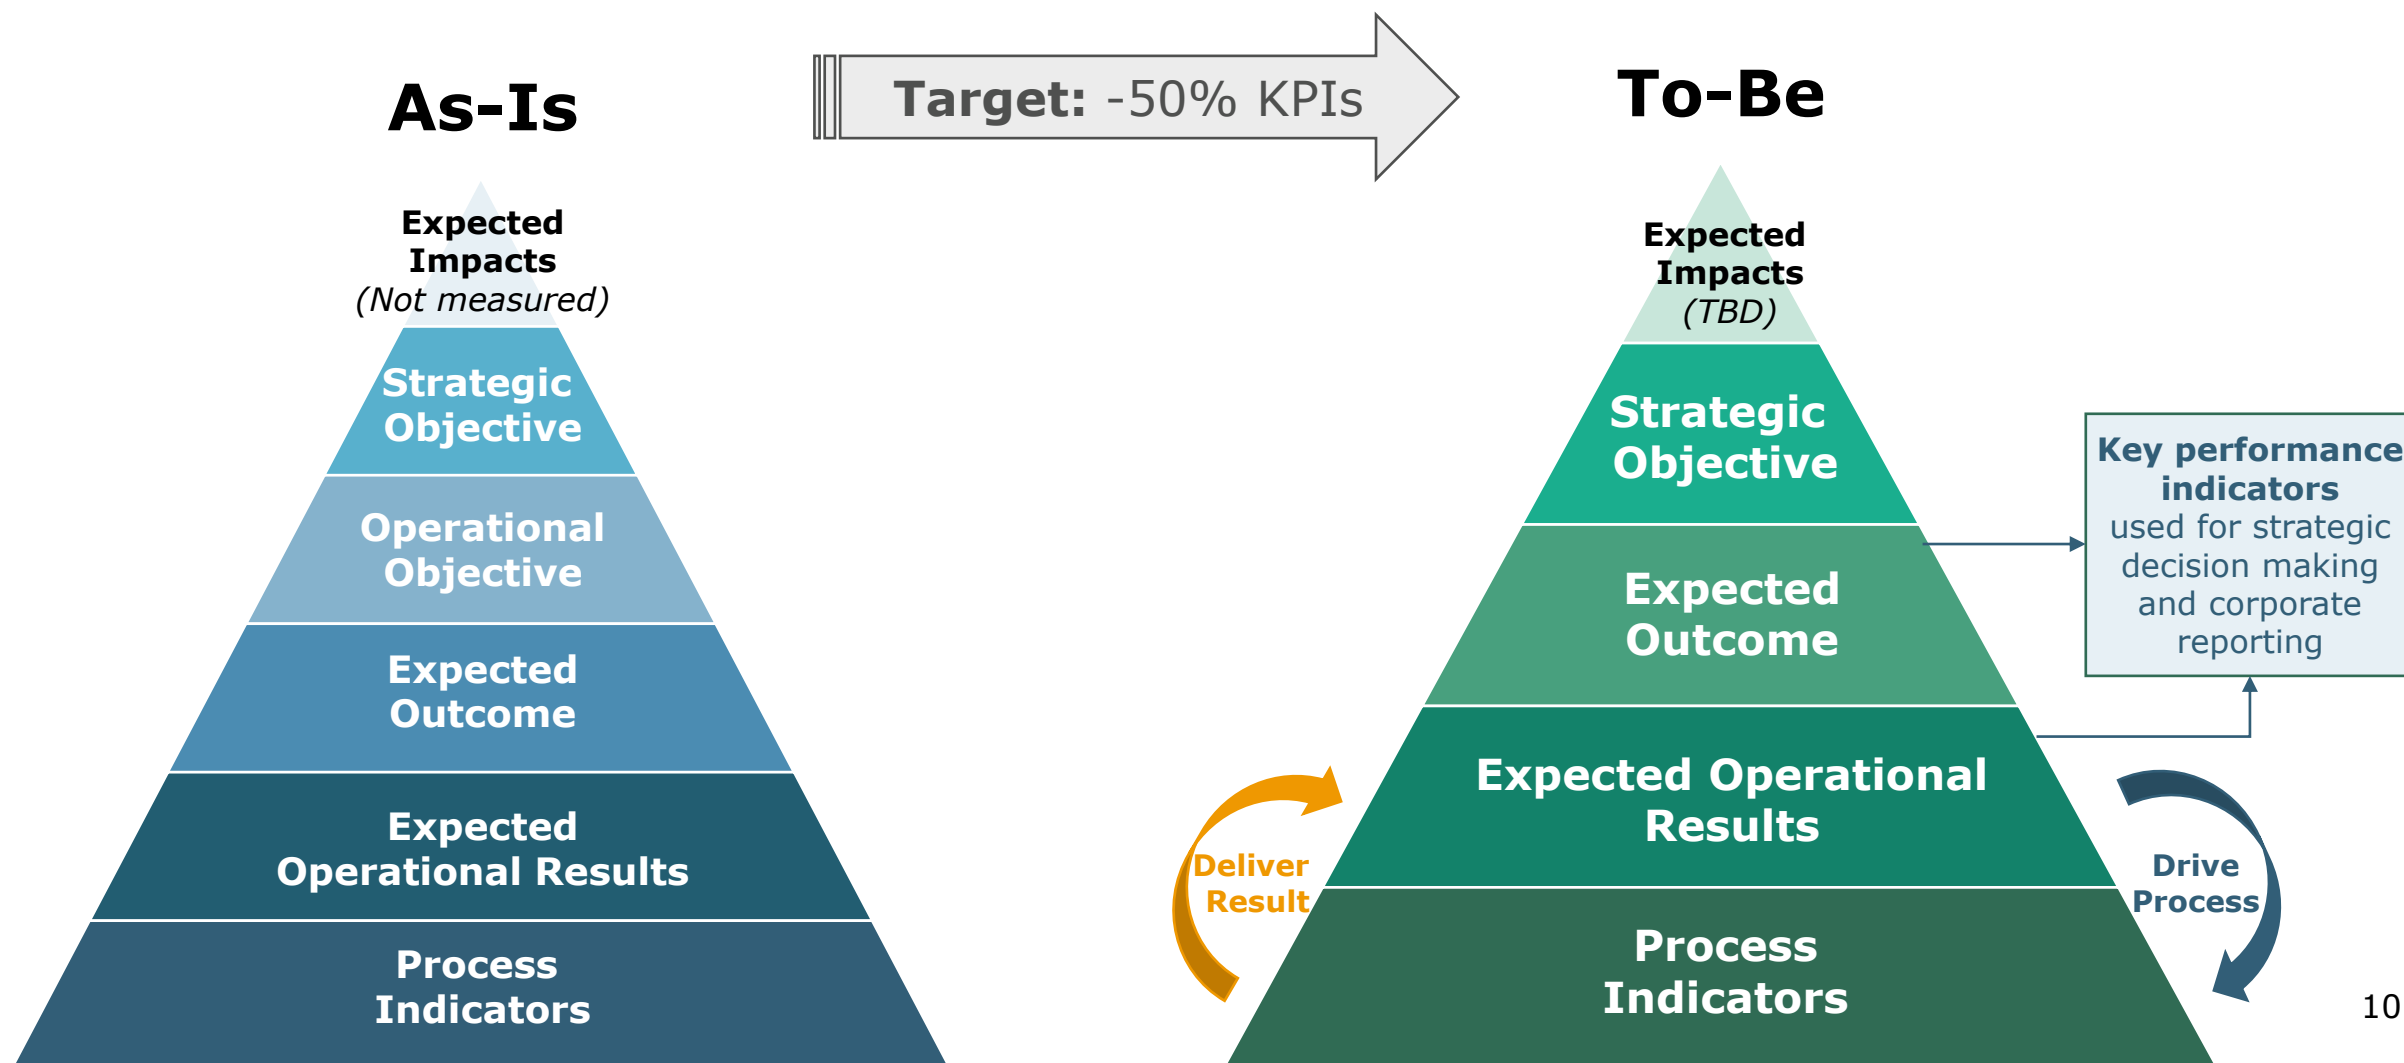 As-Is
Target: -50% KPIs
To-Be
Expected
Impacts
(Not measured)
Strategic
Objective
Operational
Objective
Expected
Outcome
Expected
Operational Results
Process
Indicators
Expected
Impacts
(TBD)
Strategic
Objective
Expected
Outcome
Expected Operational
Results
Process
Indicators
Key performance
indicators
used for strategic
decision making
and corporate
reporting
Deliver
Result
Drive
Process
10